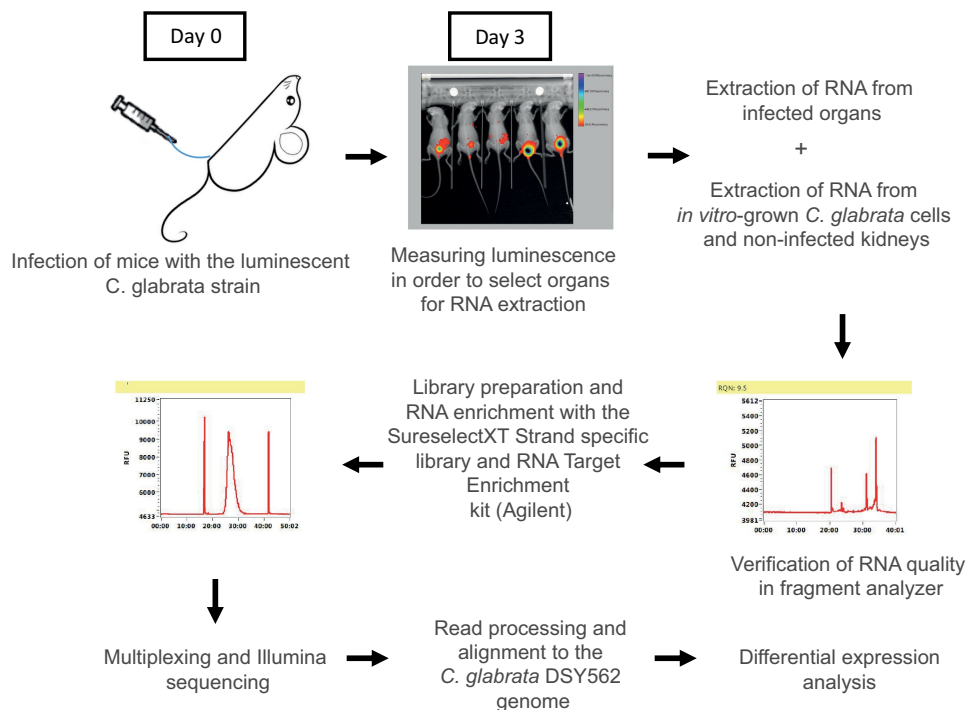 Day 0
Day 3
Infection of mice with the luminescent
C. glabrata strain
Measuring luminescence
in order to select organs
for RNA extraction
Extraction of RNA from
infected organs
+
Extraction of RNA from
in vitro-grown C. glabrata cells
and non-infected kidneys
11250
10000
9000
8000
7000
6000
4633
RFU
00:00 10:00 20:00 30:00 50:02
Library preparation and
RNA enrichment with the
SureselectXT Strand specific
library and RNA Target
Enrichment
kit (Agilent)
RQN: 9.5
5612
5400
5200
4800
4600
4400
4200
3981
RFU
00:00 10:00 20:00 30:00 40:01
Verification of RNA quality
in fragment analyzer
Multiplexing and Illumina
sequencing
Read processing and
alignment to the
C. glabrata DSY562
genome
Differential expression
analysis